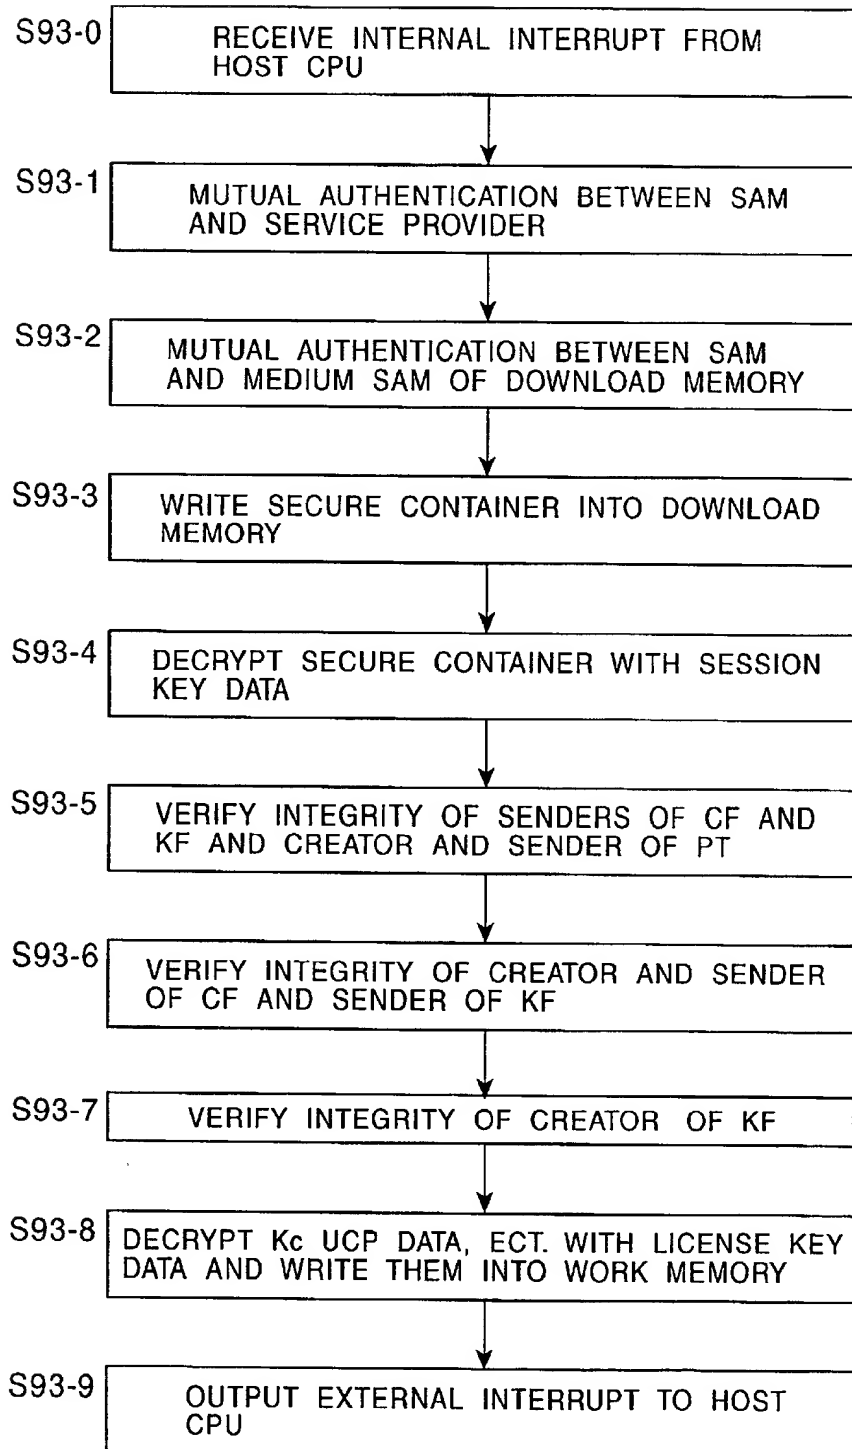 S93-0
RECEIVE INTERNAL INTERRUPT FROM
HOST CPU
S93-1
MUTUAL AUTHENTICATION BETWEEN SAM
AND SERVICE PROVIDER
S93-2
MUTUAL AUTHENTICATION BETWEEN SAM
AND MEDIUM SAM OF DOWNLOAD MEMORY
S93-3
WRITE SECURE CONTAINER INTO DOWNLOAD
MEMORY
S93-4
DECRYPT SECURE CONTAINER WITH SESSION
KEY DATA
S93-5
VERIFY INTEGRITY OF SENDERS OF CF AND
KF AND CREATOR AND SENDER OF PT
S93-6
VERIFY INTEGRITY OF CREATOR AND SENDER
OF CF AND SENDER OF KF
S93-7
VERIFY INTEGRITY OF CREATOR OF KF
S93-8
DECRYPT Kc UCP DATA, ECT. WITH LICENSE KEY
DATA AND WRITE THEM INTO WORK MEMORY
S93-9
OUTPUT EXTERNAL INTERRUPT TO HOST
CPU